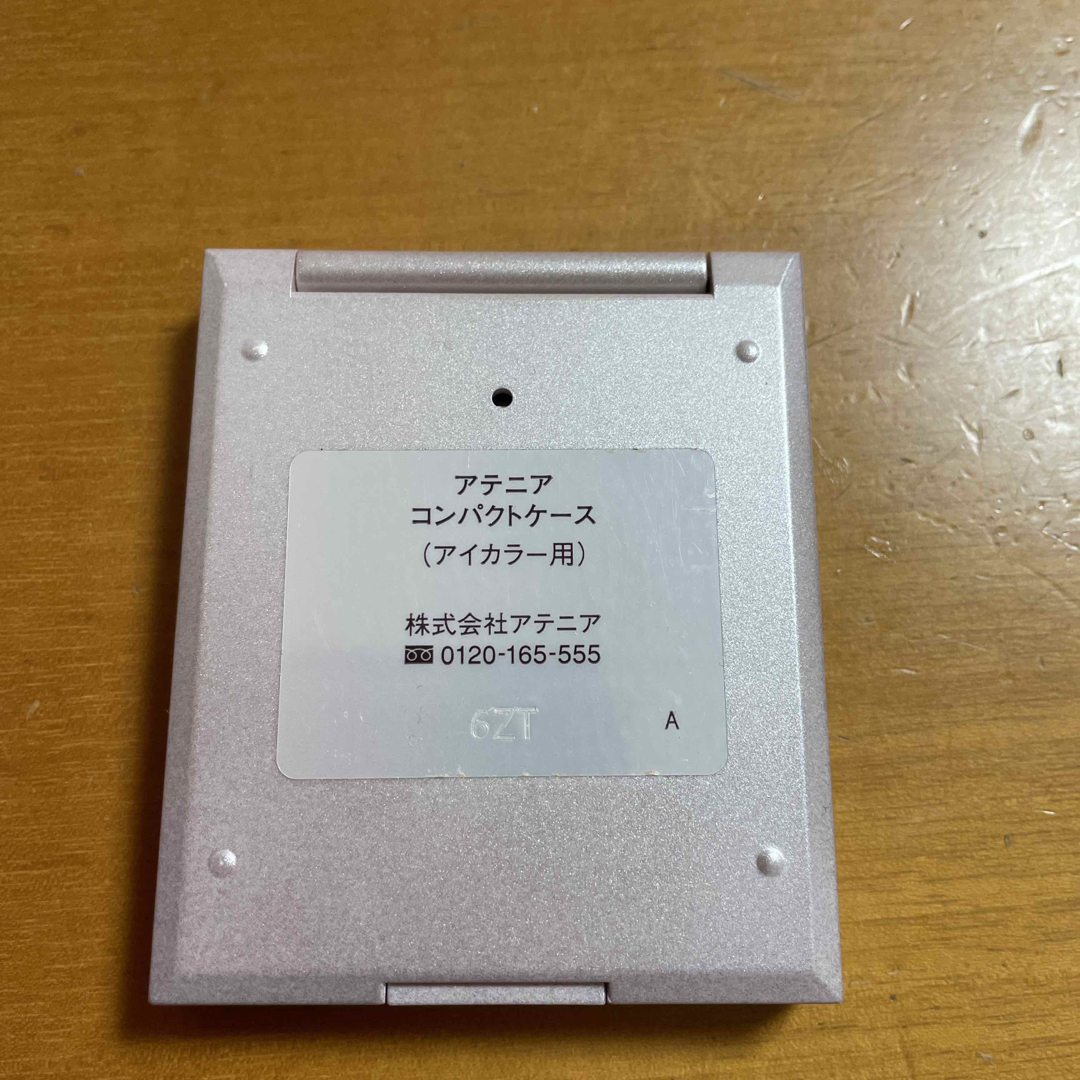 アテニア
コンパクトケース
（アイカラー用）
株式会社アテニア
0120-165-555
6ZT
A